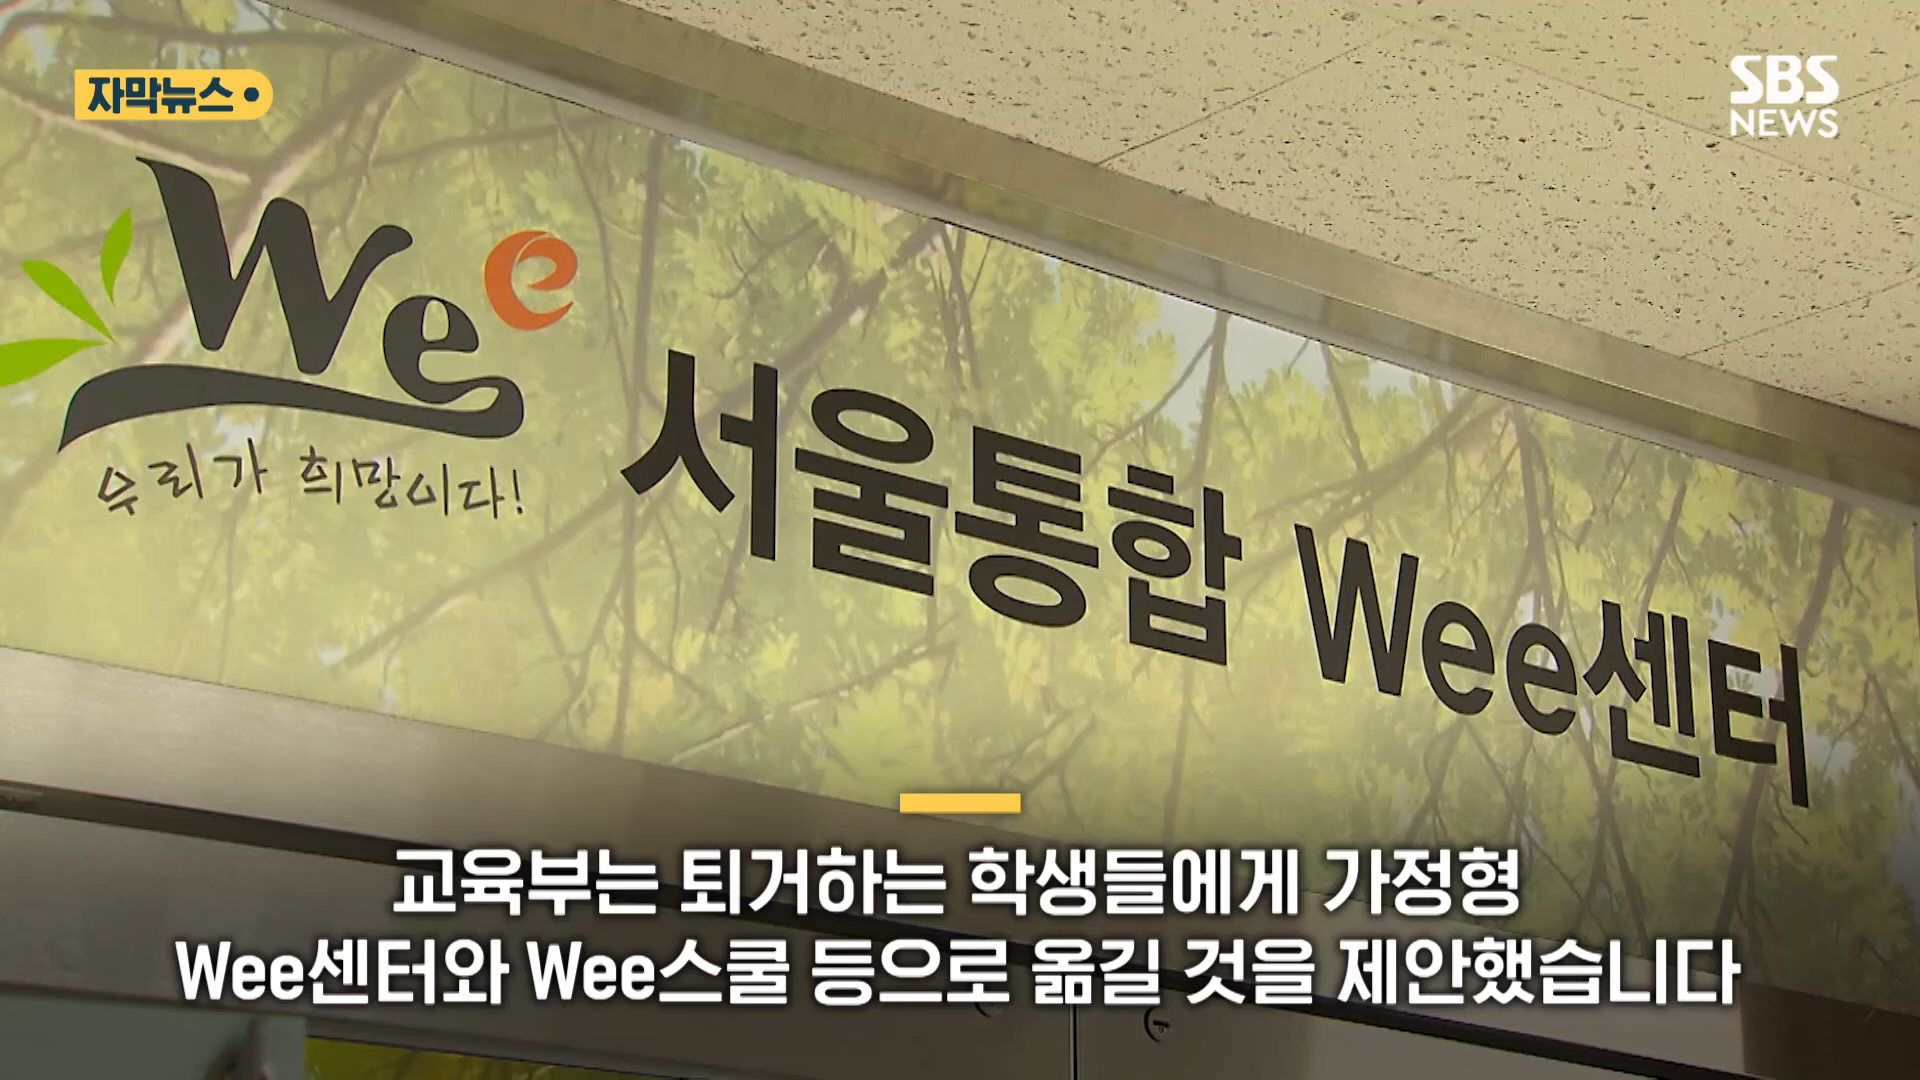 자막뉴스
SBS
NEWS
Wee
우리가 희망이다!
서울통합 Wee센터
교육부는 퇴거하는 학생들에게 가정형
Wee센터와 Wee스쿨 등으로 옮길 것을 제안했습니다